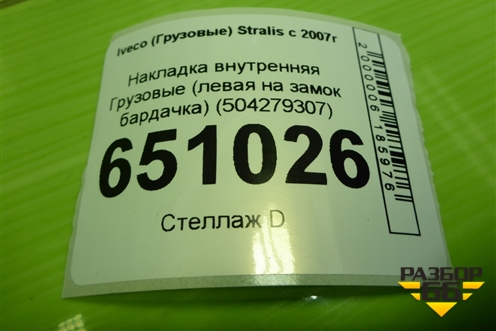 Iveco (Грузовые) Stralis с 2007г
Накладка внутренняя
Грузовые (левая на замок
бардачка) (504279307)
651026
Стеллаж D
2000006185976
РАЗБОР
66